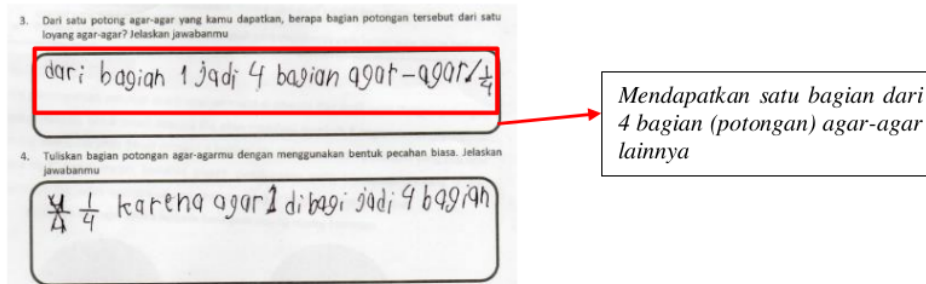 3. Dari satu potong agar-agar yang kamu dapatkan, berapa bagian potongan tersebut dari satu
loyang agar-agar? Jelaskan jawabanmu
dari bagian 1 jadi 4 bagian agar-agar/ 1/4
Mendapatkan satu bagian dari
4 bagian (potongan) agar-agar
lainnya
4. Tuliskan bagian potongan agar-agarmu dengan menggunakan bentuk pecahan biasa. Jelaskan
jawabanmu
1/4 karena agar 1 dibagi jadi 4 bagian